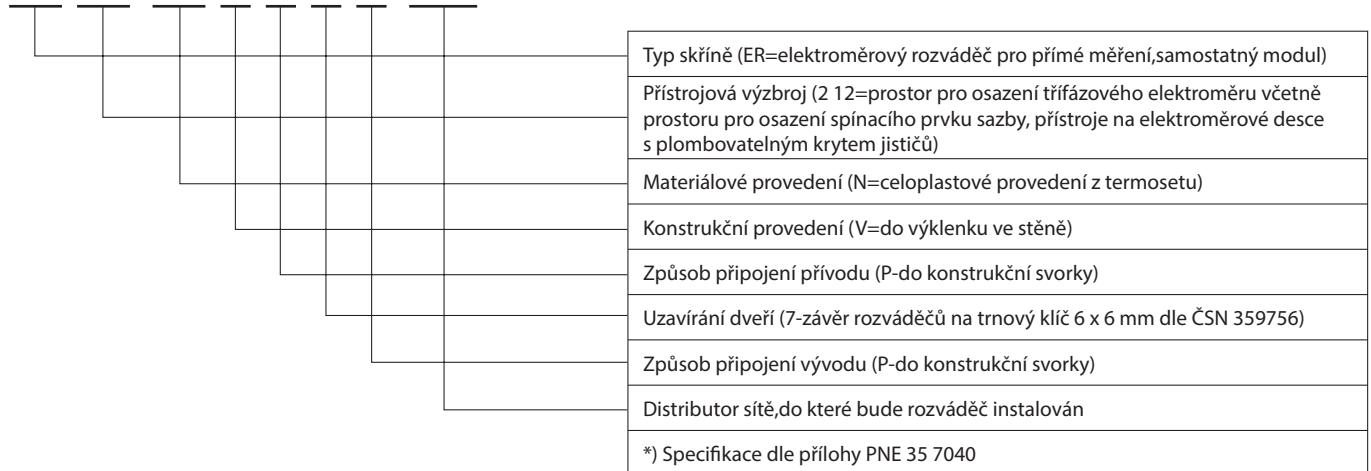 Typ skříně (ER=elektroměrový rozváděč pro přímé měření,samostatný modul)
Přístrojová výzbroj (2 12=prostor pro osazení třífázového elektroměru včetně
prostoru pro osazení spínacího prvku sazby, přístroje na elektroměrové desce
s plombovatelným krytem jističů)
Materiálové provedení (N=celoplastové provedení z termosetu)
Konstrukční provedení (V=do výklenku ve stěně)
Způsob připojení přívodu (P-do konstrukční svorky)
Uzavírání dveří (7-závěr rozváděčů na trnový klíč 6 x 6 mm dle ČSN 359756)
Způsob připojení vývodu (P-do konstrukční svorky)
Distributor sítě,do které bude rozváděč instalován
*) Specifikace dle přílohy PNE 35 7040